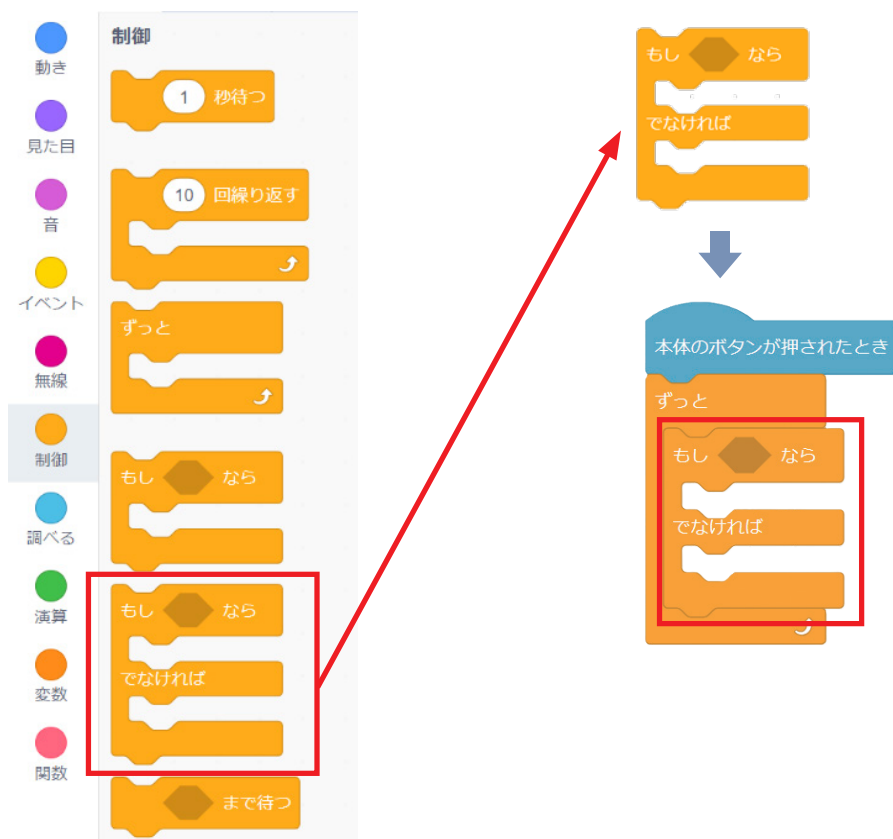 動き
見た目
音
イベント
無線
制御
調べる
演算
変数
関数
制御
1 秒待つ
10 回繰り返す
ずっと
もし なら
もし なら
でなければ
まで待つ
もし なら
でなければ
本体のボタンが押されたとき
ずっと
もし なら
でなければ